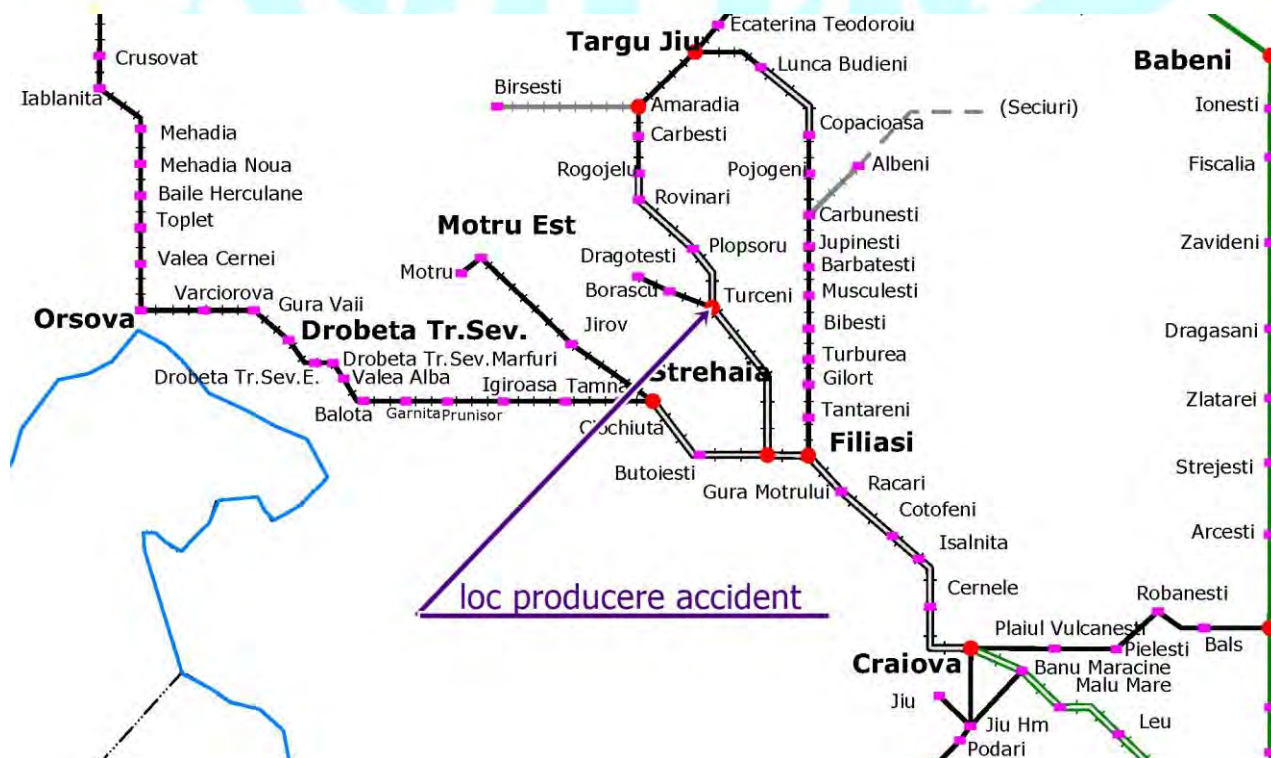 Ecaterina Teodoroiu
Targu Jiu
Crusovat
Babeni
Lunca Budieni
Birsesti
Iablanita
Amaradia
Ionesti
(Seciuri)
Copacioasa
Mehadia
Carbesti
Mehadia Noua
Rogojelu
Pojogeni
Albeni
Fiscalia
Baile Herculane
Rovinari
Toplet
Carbunesti
Motru Est
Plopsoru
Jupinesti
Zavideni
Dragotesti
Valea Cernei
Barbatesti
Motru
Borascu
Turceni
Musculesti
Varciorova
Gura Vaii
Orsova
Jirov
Bibesti
Dragasani
Drobeta Tr.Sev.
Drobeta Tr.Sev.Marfuri
Turburea
Drobeta Tr.Sev.E.
Valea Alba
Strehaia
Gilort
Igiroasa
Tamna
Zlatarei
Balota
Garnita
Prunisor
Tantareni
Ciochiuta
Filiasi
Butoiesti
Strejesti
Gura Motrului
Racari
Cotofeni
Arcesti
Isalnita
Cernele
loc producere accident
Robanesti
Plaiul Vulcanesti
Pielesti
Bals
Craiova
Banu Maracine
Malu Mare
Jiu
Jiu Hm
Leu
Podari